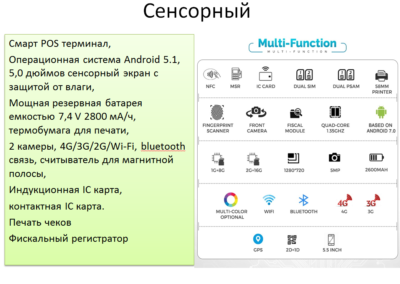 Сенсорный
Смарт POS терминал,
Операционная система Android 5.1,
5,0 дюймов сенсорный экран с
защитой от влаги,
Мощная резервная батарея
емкостью 7,4 V 2800 мА/ч,
термобумага для печати,
2 камеры, 4G/3G/2G/Wi-Fi, bluetooth
связь, считыватель для магнитной
полосы,
Индукционная IC карта,
контактная IC карта.
Печать чеков
Фискальный регистратор
Multi-Function
MULTI-FUNCTION
NFC MSR IC CARD DUAL SIM DUAL PSAM 58MM PRINTER
FINGERPRINT SCANNER FRONT CAMERA FISCAL MODULE QUAD-CORE 1.15GHZ BASED ON ANDROID 7.0
1G+8G 2G+16G 1280*720 5MP 2600MAH
MULTI-COLOR OPTIONAL WIFI BLUETOOTH 4G 4G 3G 3G
GPS 2D+1D 5.5 INCH